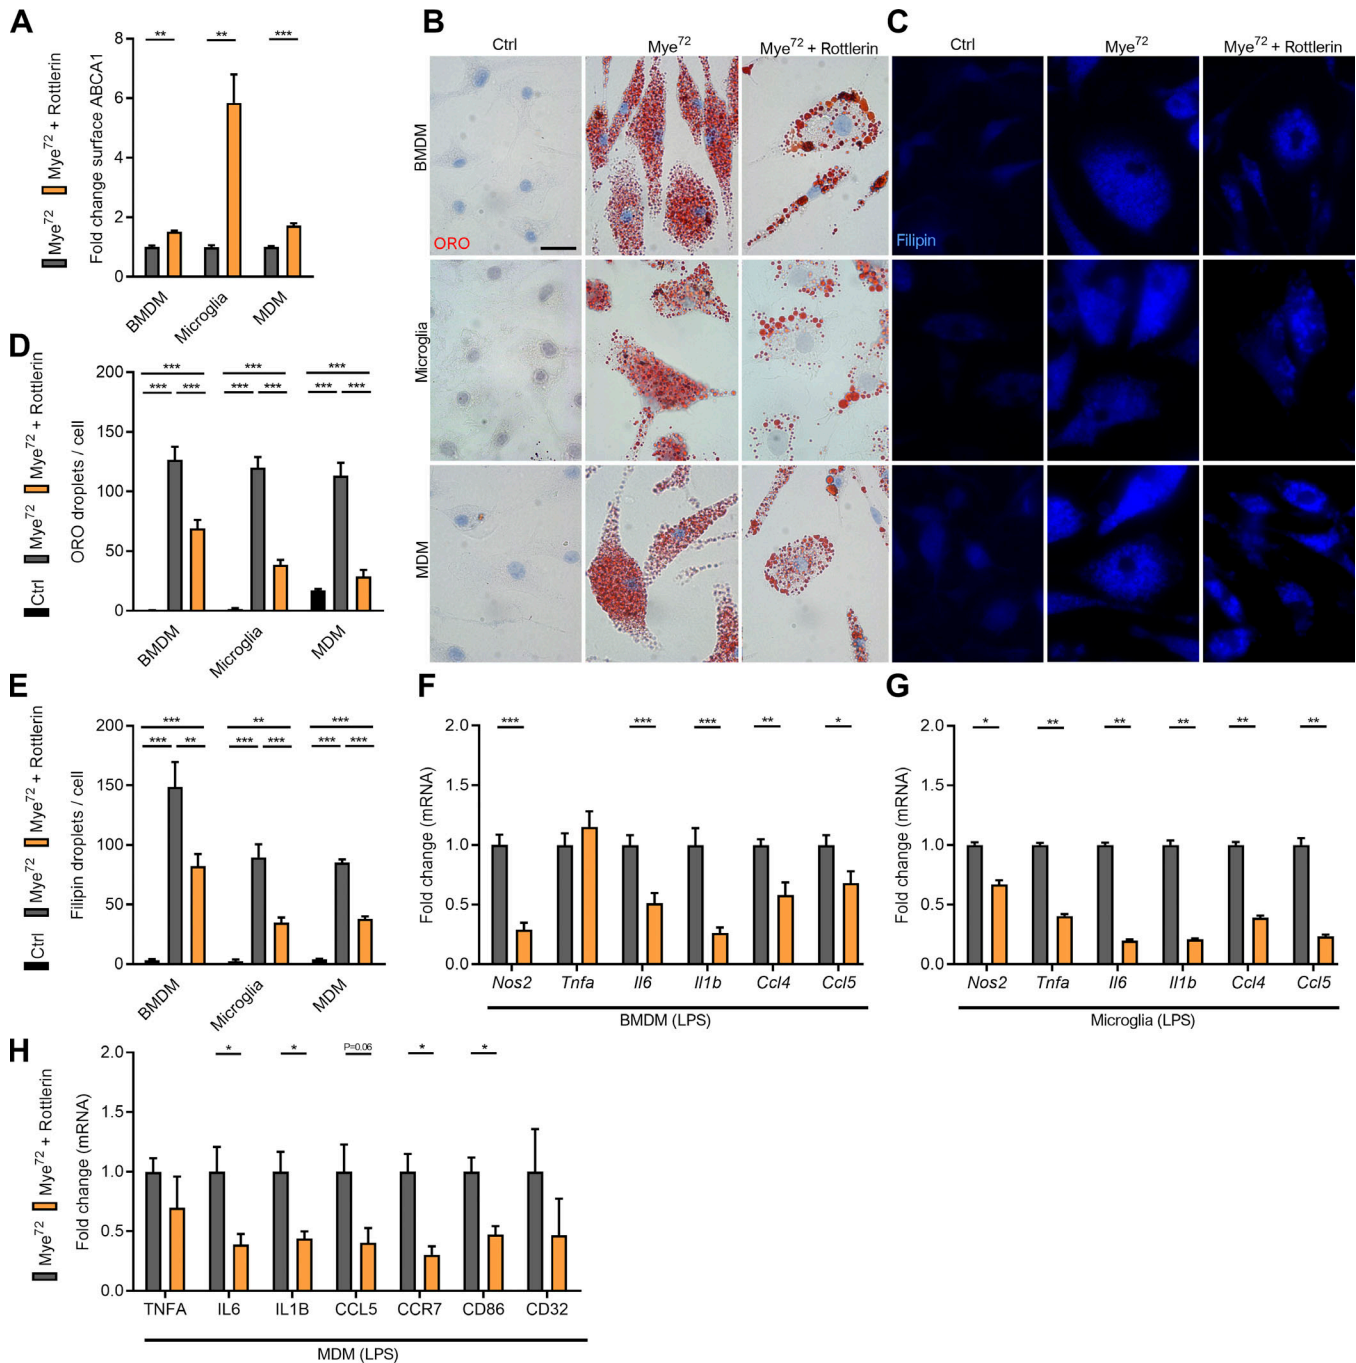 A
Mye72
Mye72 + Rottlerin
Fold change surface ABCA1
8
6
4
2
0
** ** ***
BMDM
Microglia
MDM
B
Ctrl
Mye72
Mye72 + Rottlerin
BMDM
ORO
Microglia
MDM
C
Ctrl
Mye72
Mye72 + Rottlerin
Filipin
D
Ctrl
Mye72
Mye72 + Rottlerin
ORO droplets / cell
200
150
100
50
0
*** *** ***
*** *** *** *** *** ***
BMDM
Microglia
MDM
E
Ctrl
Mye72
Mye72 + Rottlerin
Filipin droplets / cell
200
150
100
50
0
*** ** ***
*** ** *** *** *** ***
BMDM
Microglia
MDM
F
Fold change (mRNA)
2.0
1.5
1.0
0.5
0.0
*** *** *** ** *
Nos2 Tnfa Il6 Il1b Ccl4 Ccl5
BMDM (LPS)
G
Fold change (mRNA)
2.0
1.5
1.0
0.5
0.0
* ** ** ** ** **
Nos2 Tnfa Il6 Il1b Ccl4 Ccl5
Microglia (LPS)
H
Mye72
Mye72 + Rottlerin
Fold change (mRNA)
2.0
1.5
1.0
0.5
0.0
* * P=0.06 * *
TNFA IL6 IL1B CCL5 CCR7 CD86 CD32
MDM (LPS)